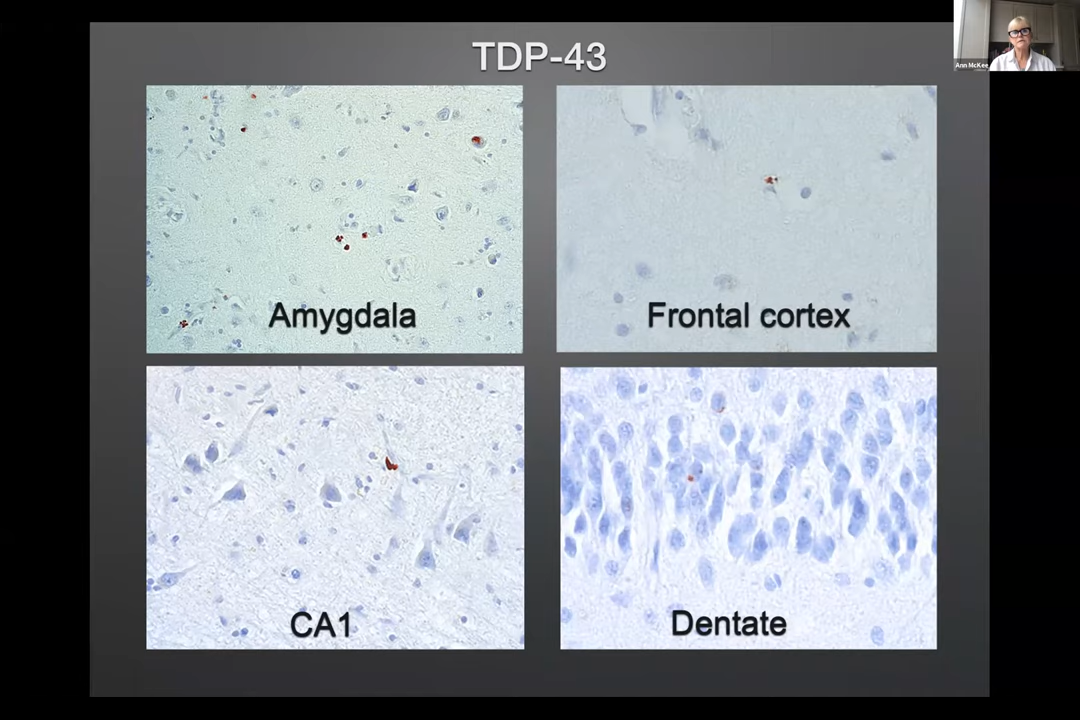 TDP-43
Ann McKee
Amygdala
Frontal cortex
CA1
Dentate